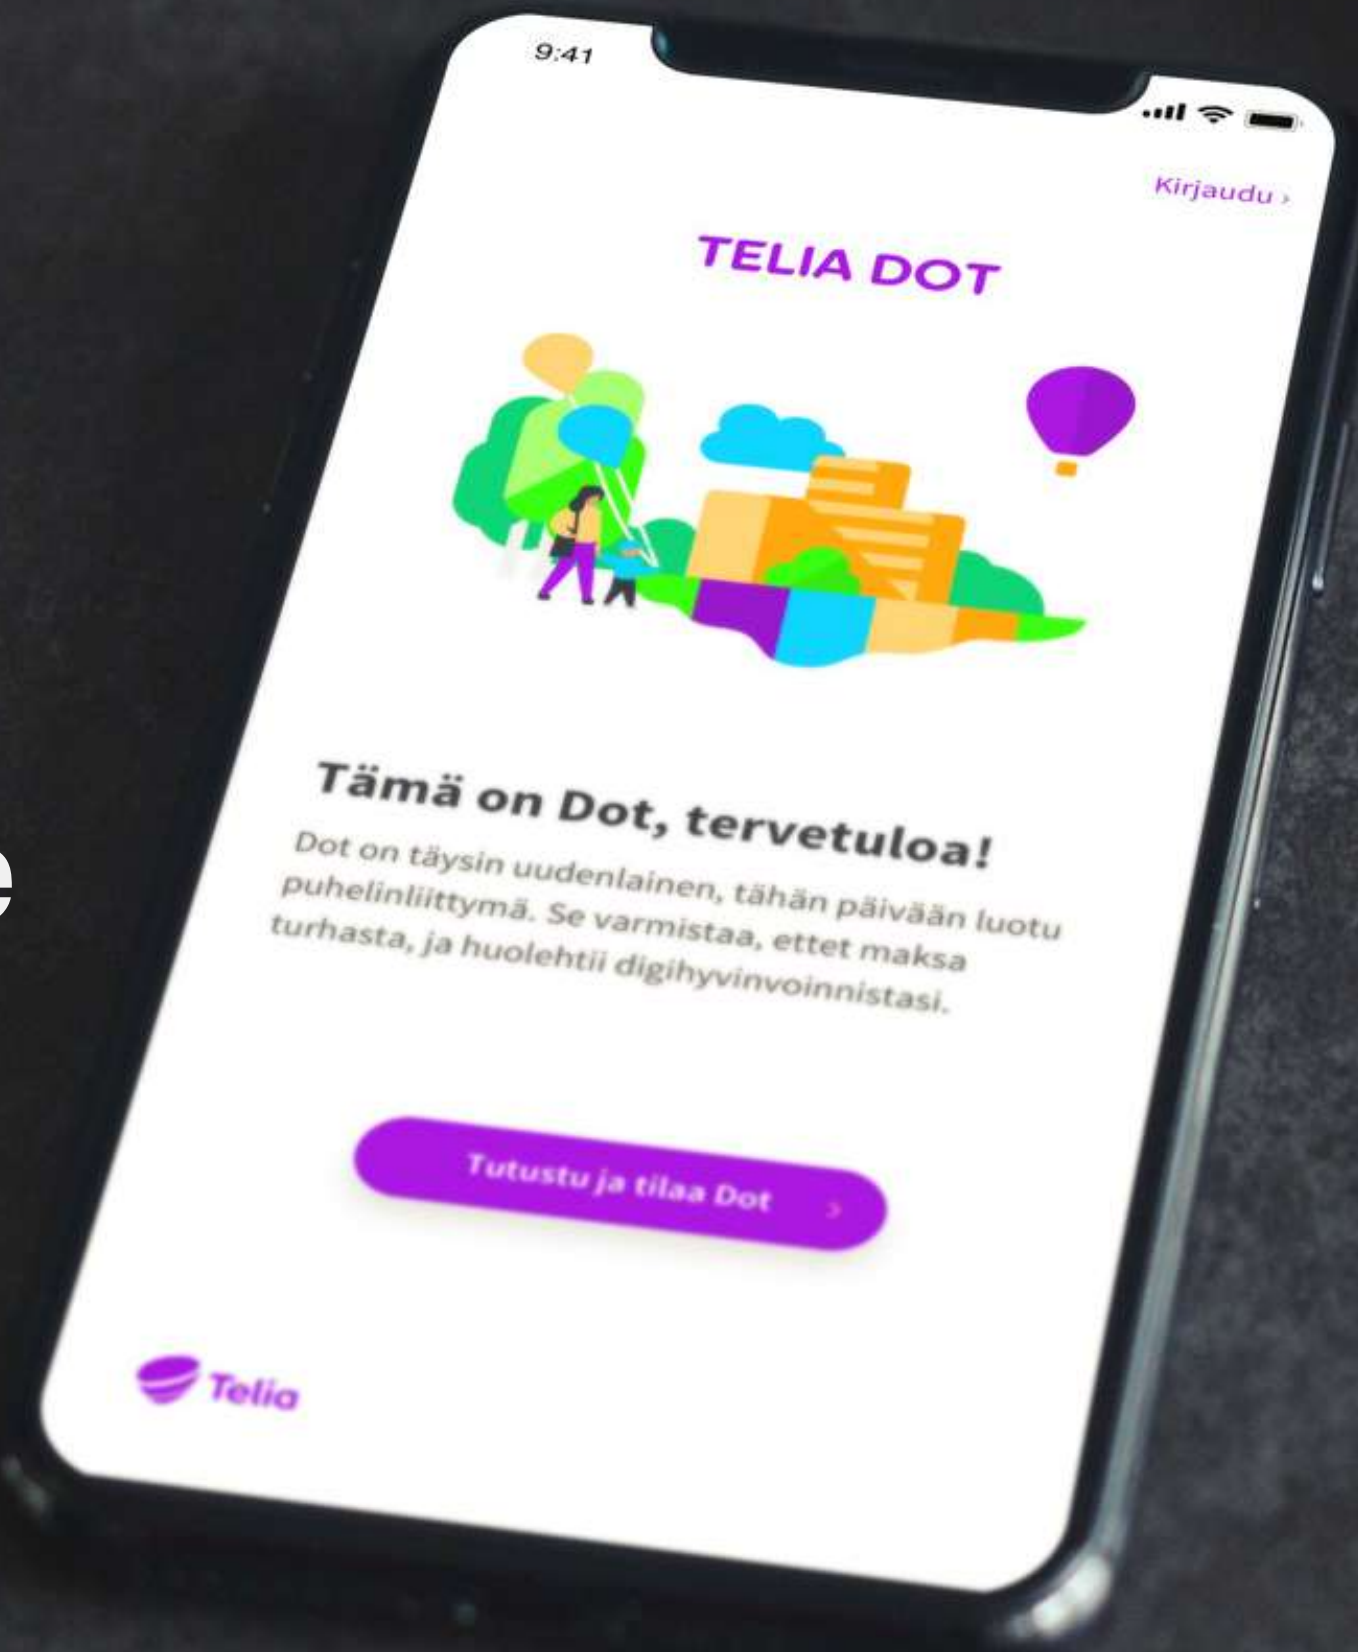 9:41
Kirjaudu ›
TELIA DOT
Tämä on Dot, tervetuloa!
Dot on täysin uudenlainen, tähän päivään luotu
puhelinliittymä. Se varmistaa, ettet maksa
turhasta, ja huolehtii digihyvinvoinnistasi.
e
Tutustu ja tilaa Dot ›
Telia